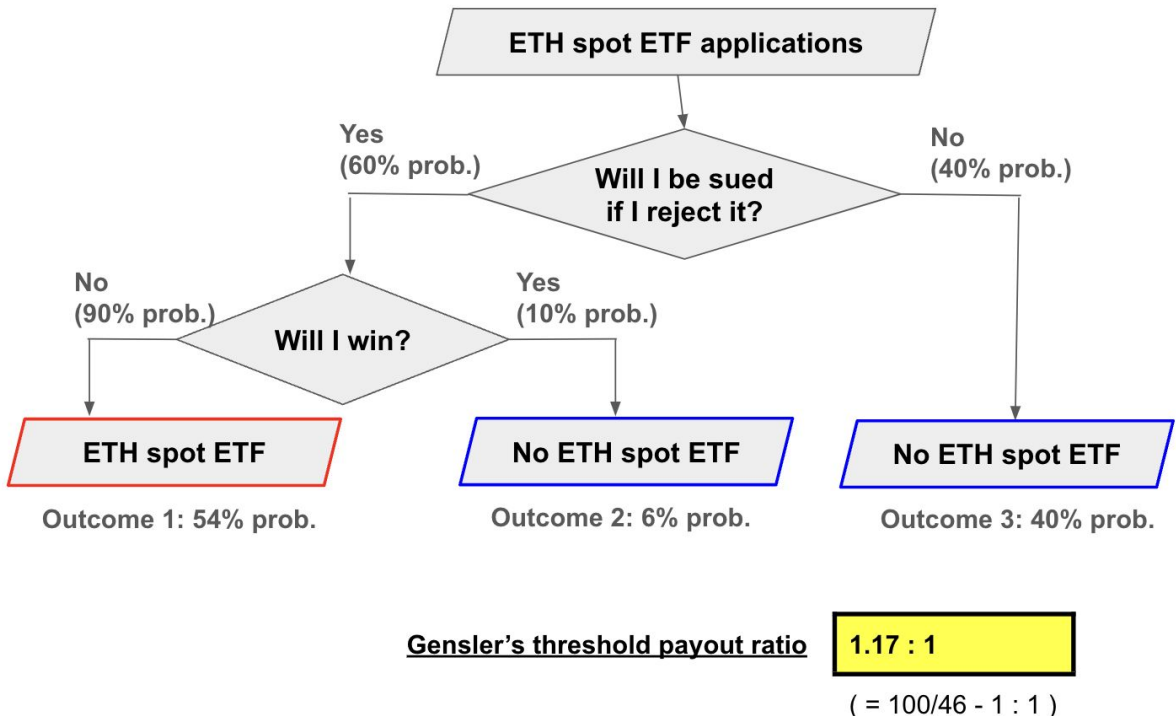 ETH spot ETF applications
Yes
(60% prob.)
No
(40% prob.)
Will I be sued
if I reject it?
No
(90% prob.)
Yes
(10% prob.)
Will I win?
ETH spot ETF
No ETH spot ETF
No ETH spot ETF
Outcome 1: 54% prob.
Outcome 2: 6% prob.
Outcome 3: 40% prob.
Gensler’s threshold payout ratio
1.17 : 1
( = 100/46 - 1 : 1 )